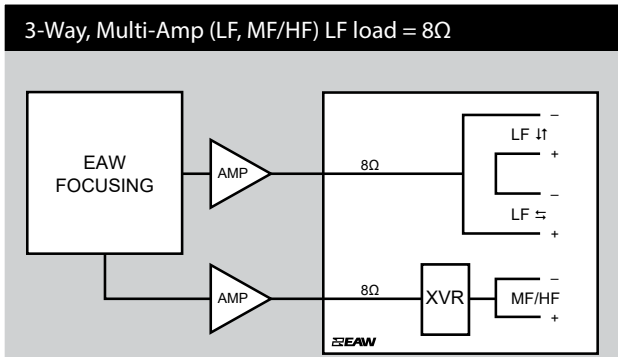 3-Way, Multi-Amp (LF, MF/HF) LF load = 8Ω
EAW
FOCUSING
AMP
8Ω
–
LF ↓↑
+
–
LF ⇆
+
AMP
8Ω
XVR
–
MF/HF
+
EAW